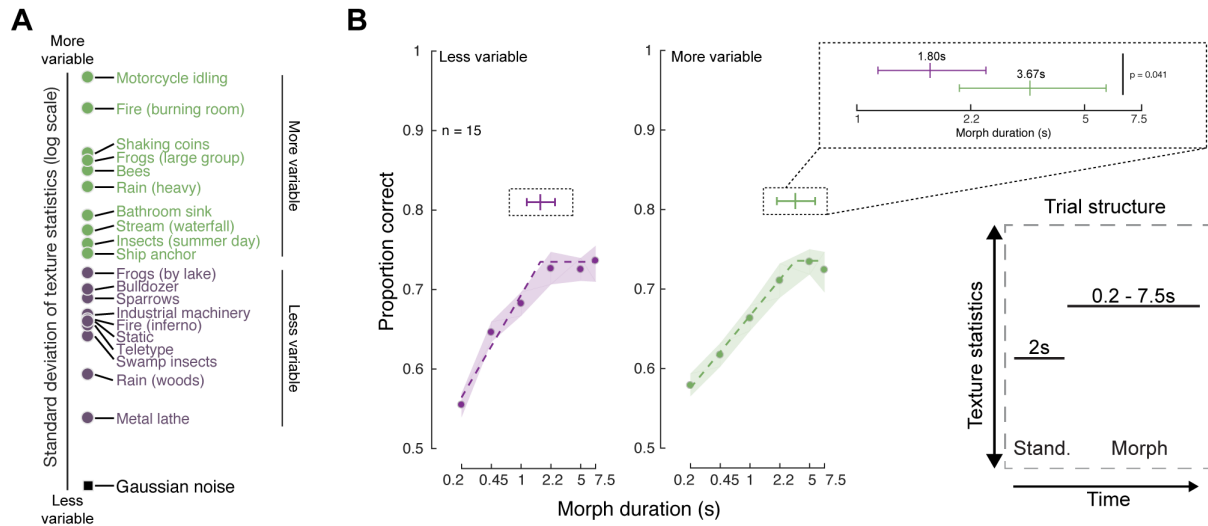 A
More
variable
Standard deviation of texture statistics (log scale)
Less
variable
Motorcycle idling
Fire (burning room)
Shaking coins
Frogs (large group)
Bees
Rain (heavy)
Bathroom sink
Stream (waterfall)
Insects (summer day)
Ship anchor
Frogs (by lake)
Bulldozer
Sparrows
Industrial machinery
Fire (inferno)
Static
Teletype
Swamp insects
Rain (woods)
Metal lathe
Gaussian noise
More variable
Less variable
B
Proportion correct
1
0.9
0.8
0.7
0.6
0.5
Less variable
n = 15
0.2
0.45
1
2.2
5
7.5
1
0.9
0.8
0.7
0.6
0.5
More variable
0.2
0.45
1
2.2
5
7.5
Morph duration (s)
1.80s
3.67s
p = 0.041
1
2.2
5
7.5
Morph duration (s)
Trial structure
Texture statistics
0.2 - 7.5s
2s
Stand.
Morph
Time